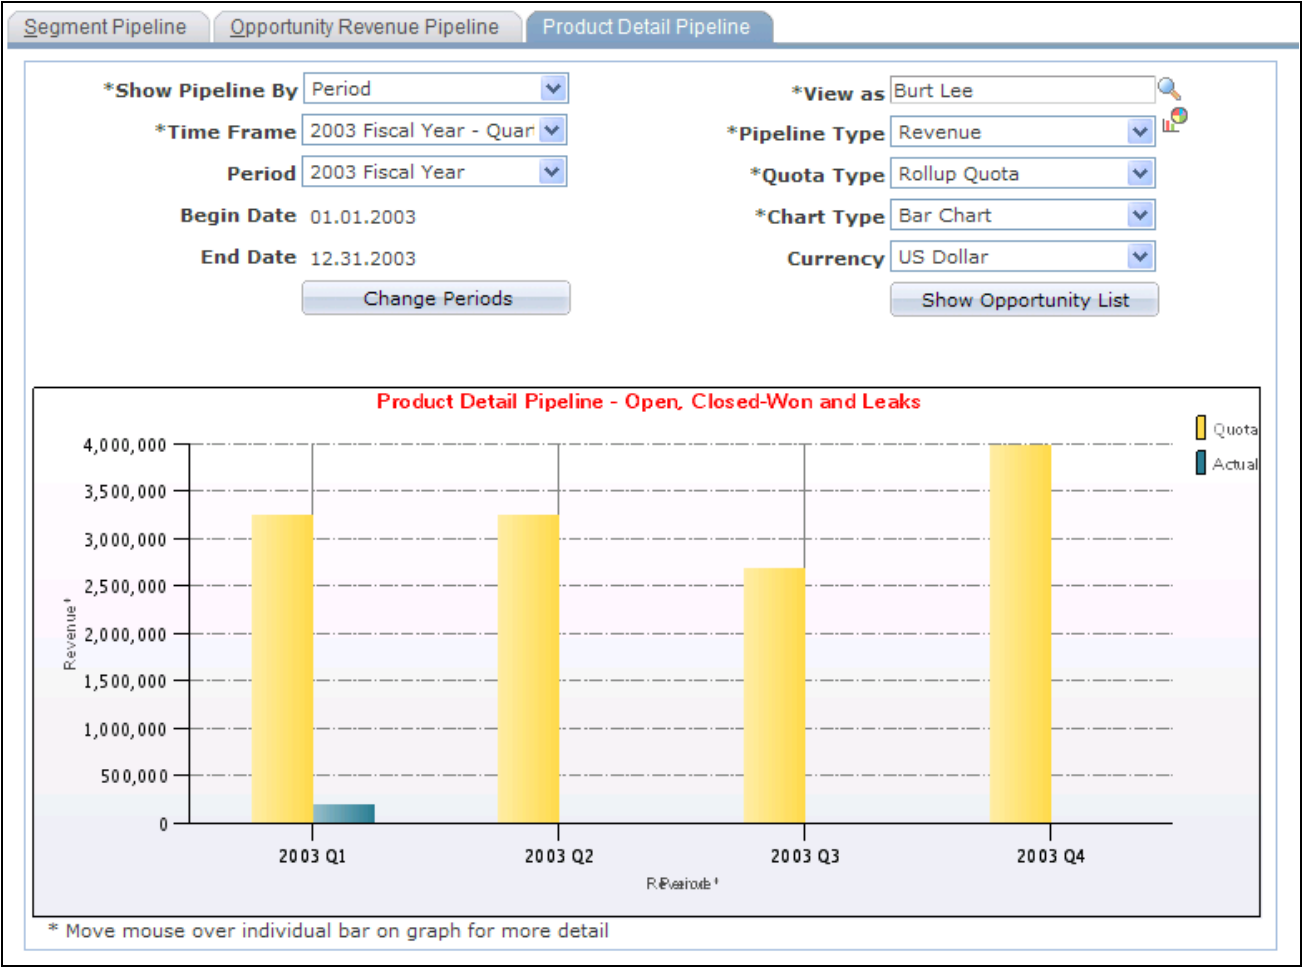 Segment Pipeline
Opportunity Revenue Pipeline
Product Detail Pipeline
*Show Pipeline By Period
*Time Frame 2003 Fiscal Year - Quar
Period 2003 Fiscal Year
Begin Date 01.01.2003
End Date 12.31.2003
Change Periods
*View as Burt Lee
*Pipeline Type Revenue
*Quota Type Rollup Quota
*Chart Type Bar Chart
Currency US Dollar
Show Opportunity List
Product Detail Pipeline - Open, Closed-Won and Leaks
Quota
Actual
Revenue*
4,000,000
3,500,000
3,000,000
2,500,000
2,000,000
1,500,000
1,000,000
500,000
0
2003 Q1
2003 Q2
2003 Q3
2003 Q4
* Move mouse over individual bar on graph for more detail